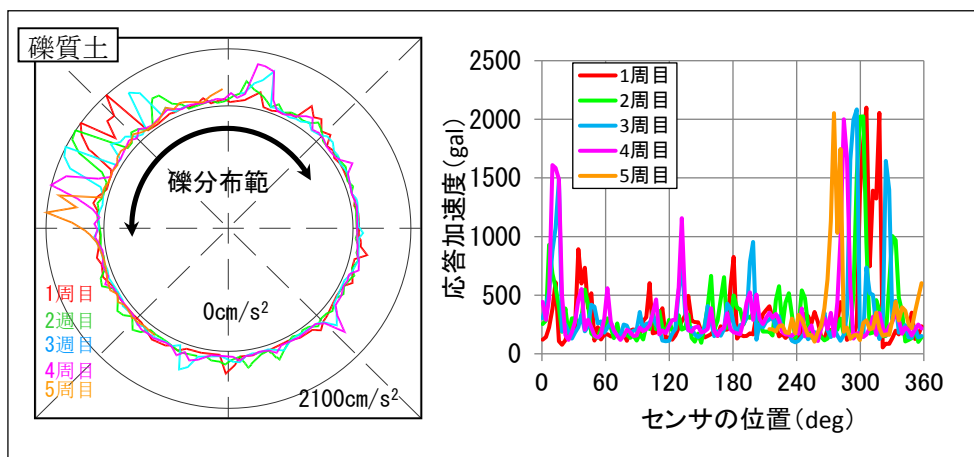 礫質土
礫分布範
0cm/s²
2100cm/s²
1周目
2週目
3周目
4周目
5周目
応答加速度(gal)
2500
2000
1500
1000
500
0
1周目
2周目
3周目
4周目
5周目
0 60 120 180 240 300 360
センサの位置(deg)